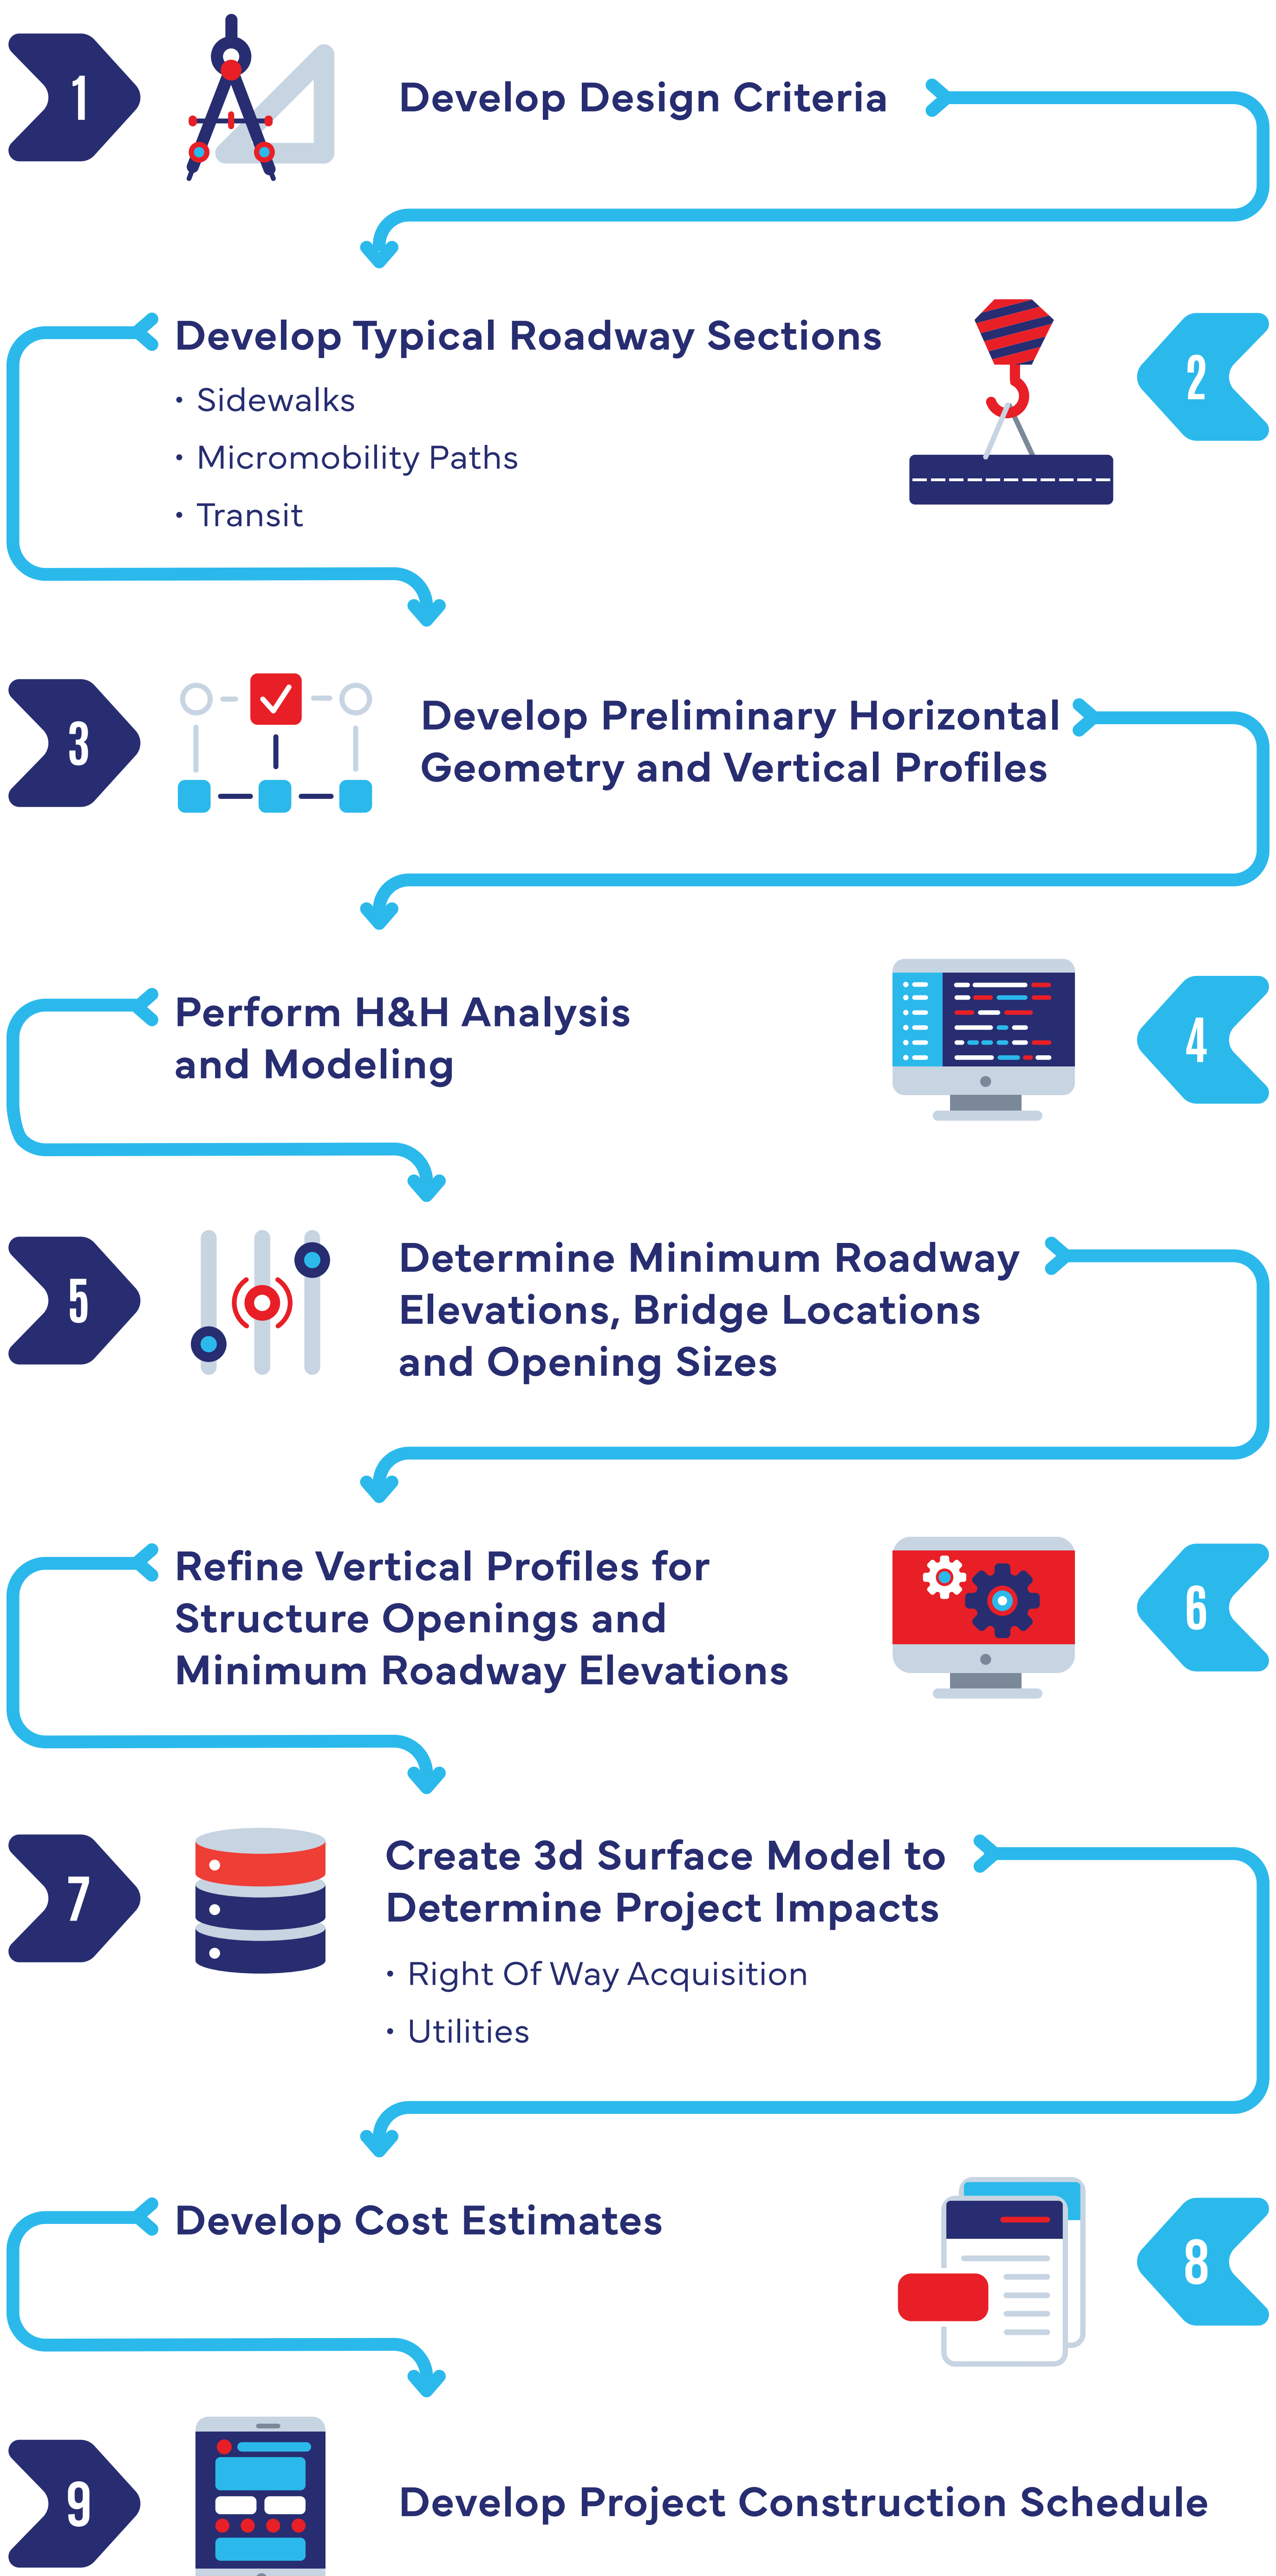 1
Develop Design Criteria
2
Develop Typical Roadway Sections
• Sidewalks
• Micromobility Paths
• Transit
3
Develop Preliminary Horizontal
Geometry and Vertical Profiles
4
Perform H&H Analysis
and Modeling
5
Determine Minimum Roadway
Elevations, Bridge Locations
and Opening Sizes
6
Refine Vertical Profiles for
Structure Openings and
Minimum Roadway Elevations
7
Create 3d Surface Model to
Determine Project Impacts
• Right Of Way Acquisition
• Utilities
8
Develop Cost Estimates
9
Develop Project Construction Schedule